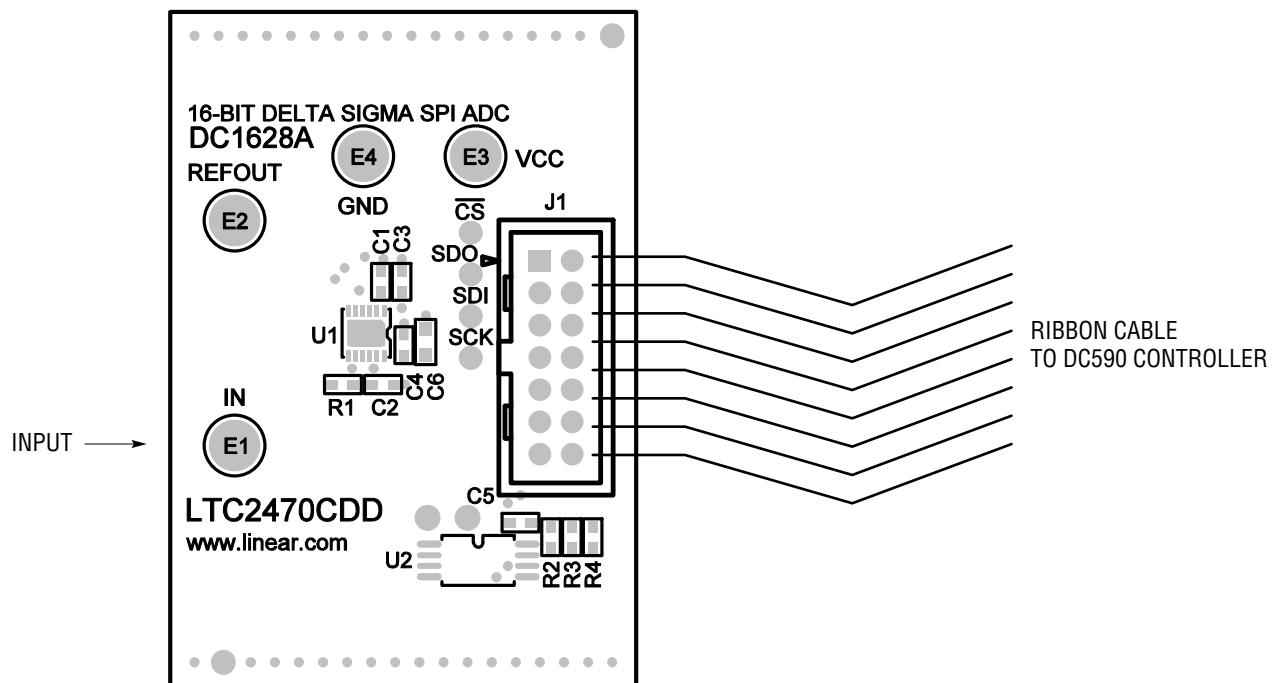 16-BIT DELTA SIGMA SPI ADC
DC1628A
REFOUT
E4
E3
VCC
E2
GND
CS
J1
C1
C3
SDO
SDI
U1
SCK
RIBBON CABLE
TO DC590 CONTROLLER
C4
C6
R1
C2
IN
INPUT
E1
LTC2470CDD
www.linear.com
C5
U2
R2
R3
R4